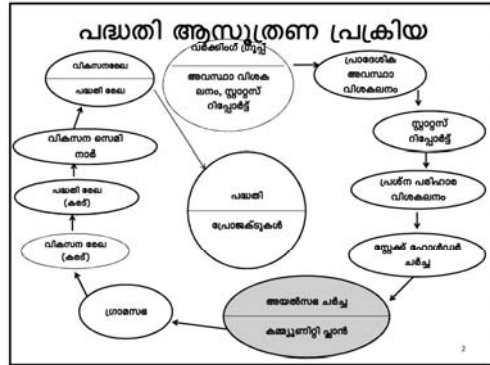 പദ്ധതി ആസൂത്രണ പ്രക്രിയ
വർക്കിംഗ് ഗ്രൂപ്പ്
അവസ്ഥാ വിശക
ലനം, സ്റ്റാറ്റസ്
റിപ്പോർട്ട്
പ്രാദേശിക
അവസ്ഥാ
വിശകലനം
സ്റ്റാറ്റസ്
റിപ്പോർട്ട്
പ്രശ്ന പരിഹാര
വിശകലനം
സ്റ്റേക്ക് ഹോൾഡർ
ചർച്ച
അയൽസഭ ചർച്ച
കമ്മ്യൂണിറ്റി പ്ലാൻ
ഗ്രാമസഭ
വികസന രേഖ
(കരട്)
പദ്ധതി രേഖ
(കരട്)
വികസന സെമി
നാർ
വികസനരേഖ
പദ്ധതി രേഖ
പദ്ധതി
പ്രോജക്ടുകൾ
2